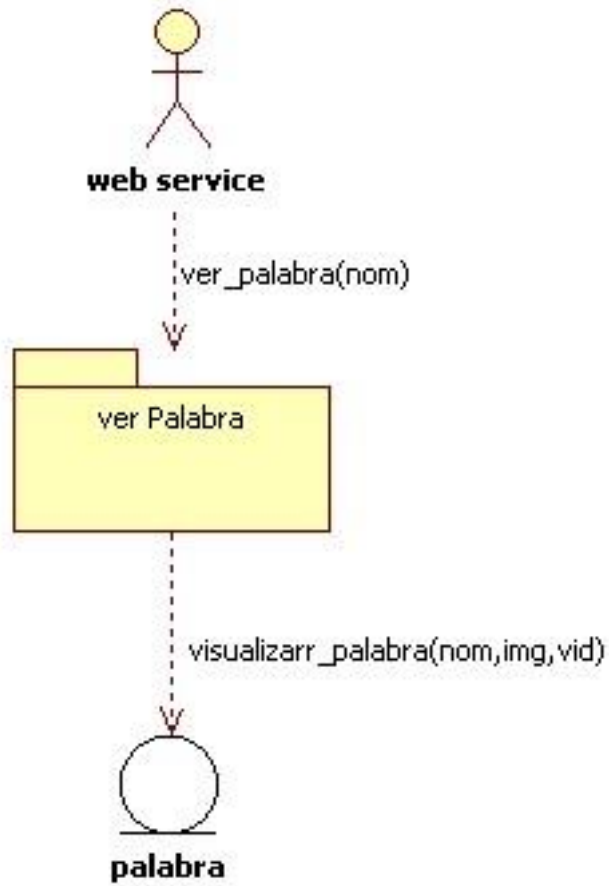 web service
ver_palabra(nom)
ver Palabra
visualizarr_palabra(nom,img,vid)
palabra